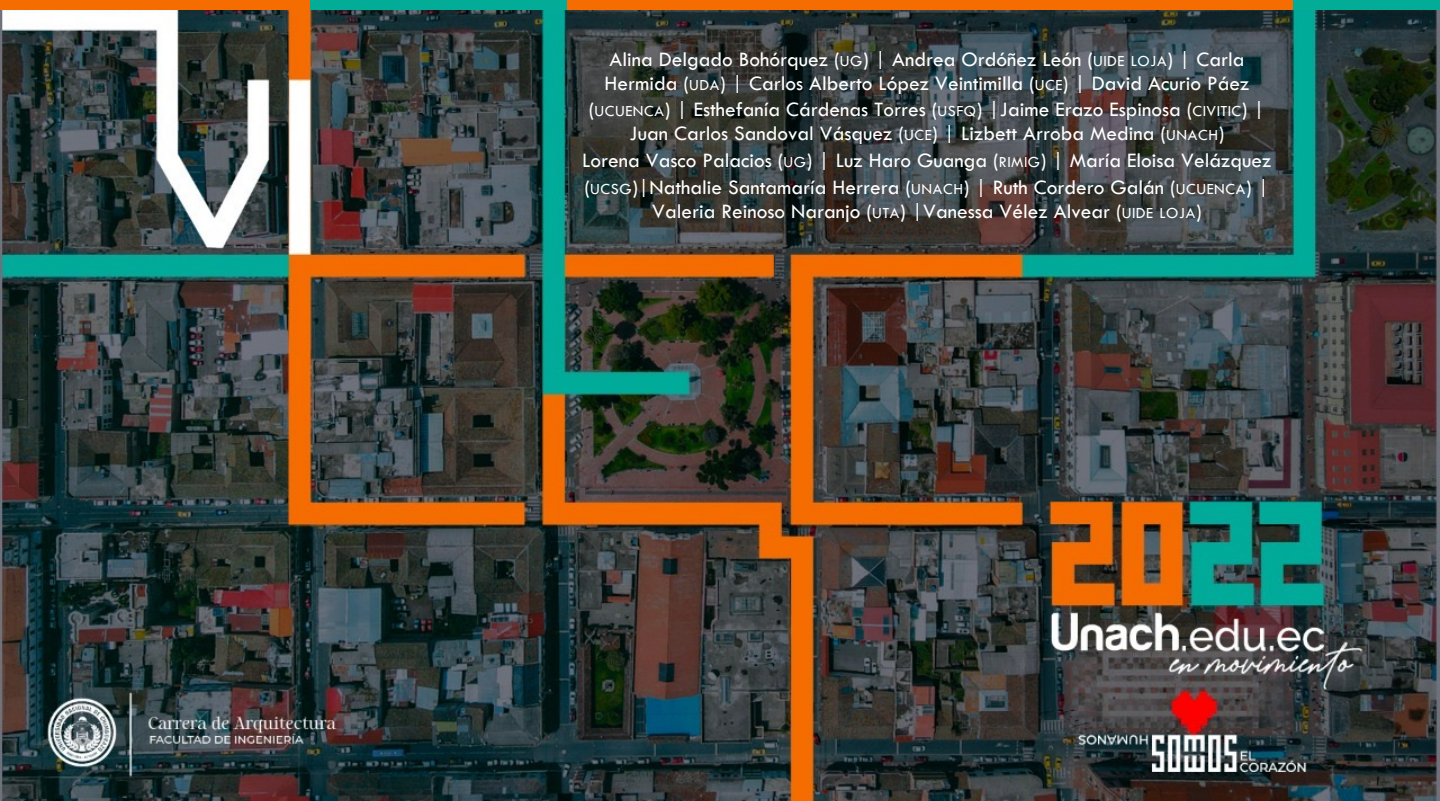 Alina Delgado Bohórquez (UG) | Andrea Ordóñez León (UIDE LOJA) | Carla
Hermida (UDA) | Carlos Alberto López Veintimilla (UCE) | David Acurio Páez
(UCUENCA) | Esthefanía Cárdenas Torres (USFQ) |Jaime Erazo Espinosa (CIVITIC) |
Juan Carlos Sandoval Vásquez (UCE) | Lizbett Arroba Medina (UNACH)
Lorena Vasco Palacios (UG) | Luz Haro Guanga (RIMIG) | María Eloisa Velázquez
(UCSG)|Nathalie Santamaría Herrera (UNACH) | Ruth Cordero Galán (UCUENCA) |
Valeria Reinoso Naranjo (UTA) |Vanessa Vélez Alvear (UIDE LOJA)
2022
Unach.edu.ec
en movimiento
Carrera de Arquitectura
FACULTAD DE INGENIERÍA
HUMANOS
SOMOS EL
CORAZÓN